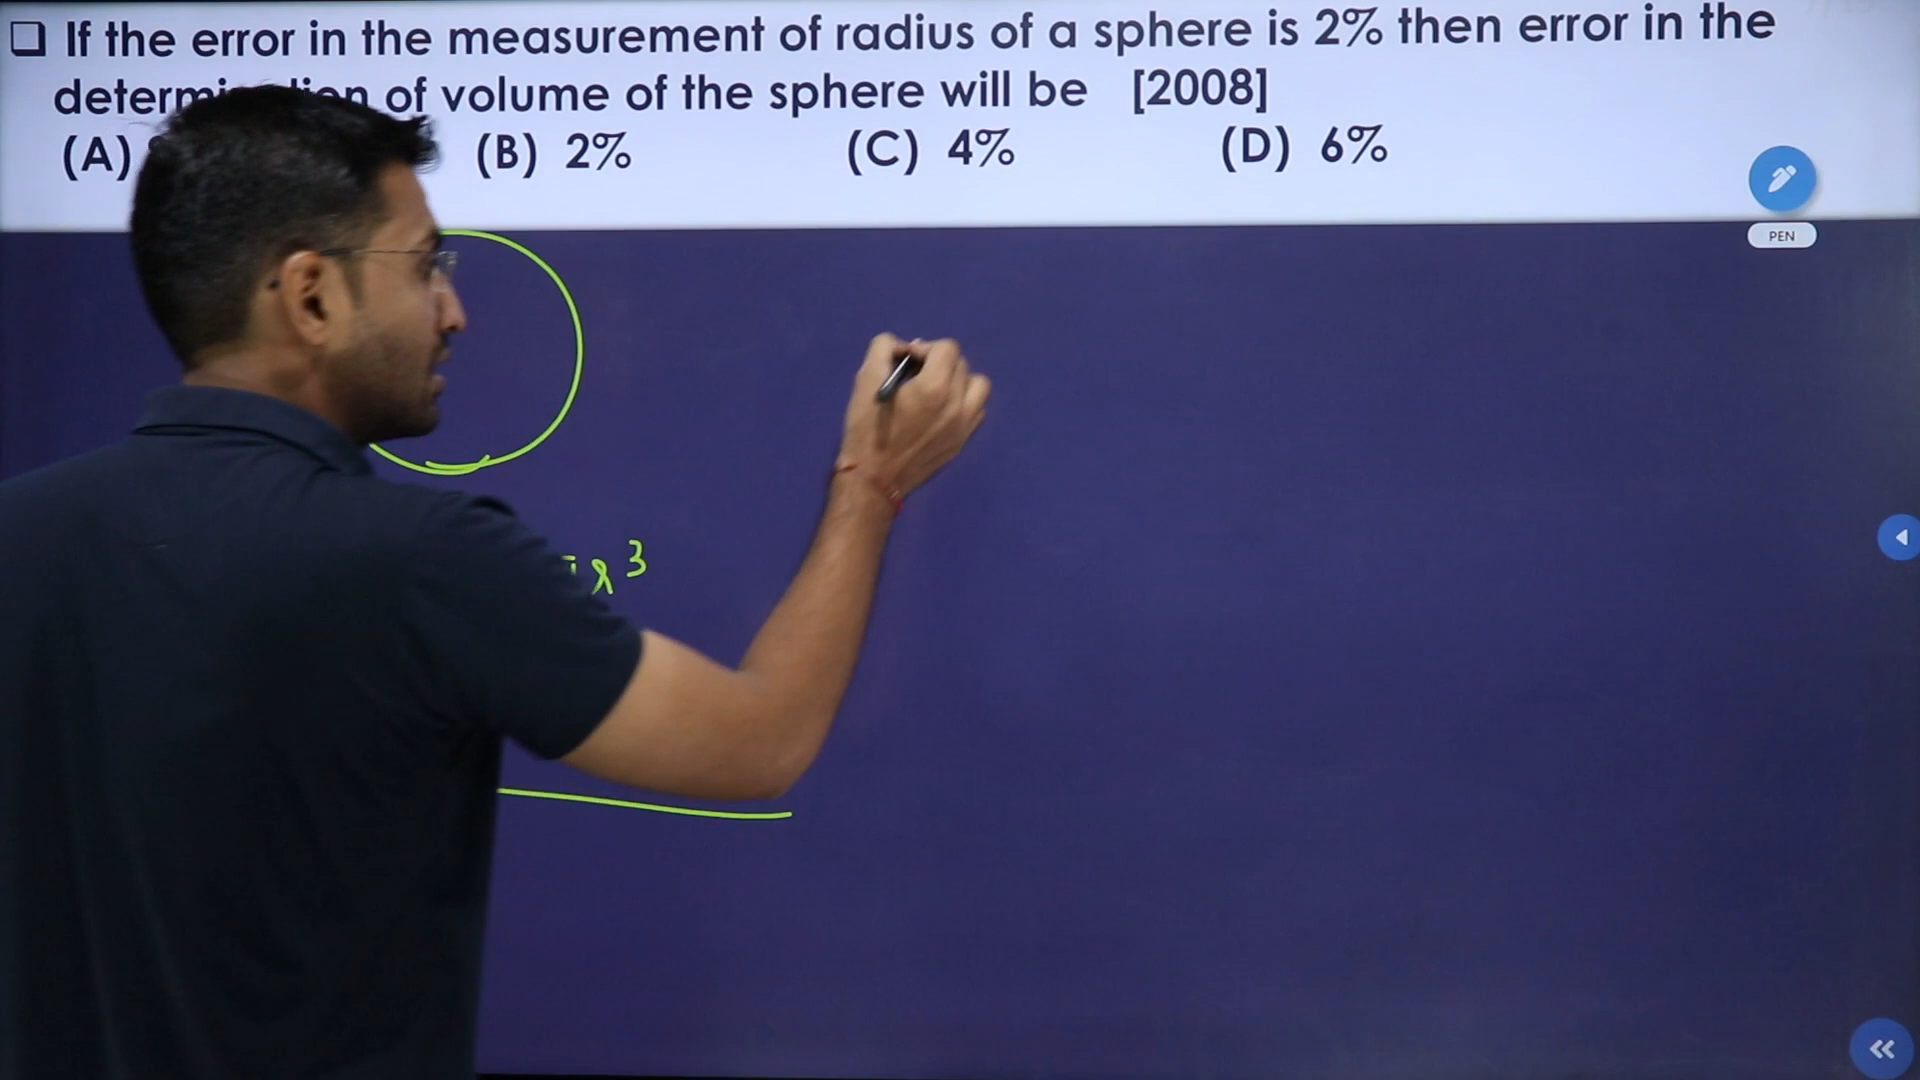 ❑ If the error in the measurement of radius of a sphere is 2% then error in the
of volume of the sphere will be [2008]
(A) (B) 2% (C) 4% (D) 6%
PEN
r³